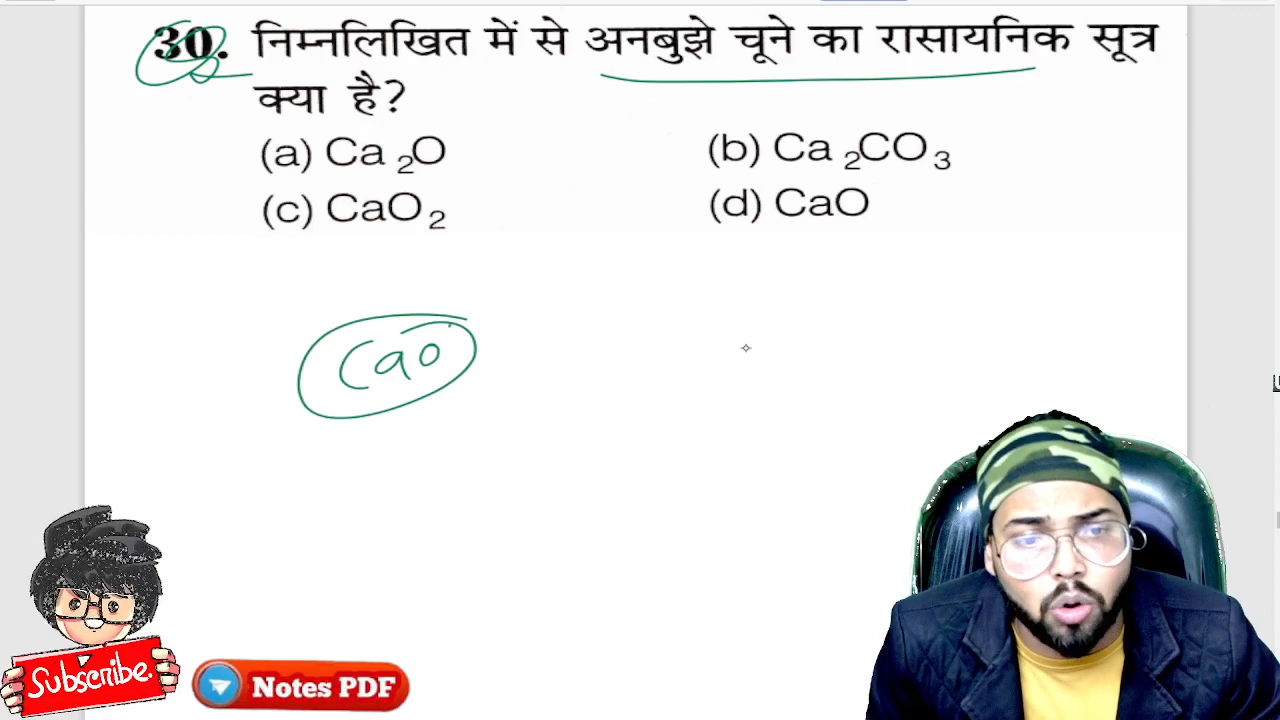 30. निम्नलिखित में से अनबुझे चूने का रासायनिक सूत्र
क्या है?
(a) Ca₂O (b) Ca₂CO₃
(c) CaO₂ (d) CaO
Cao
Subscribe.
Notes PDF